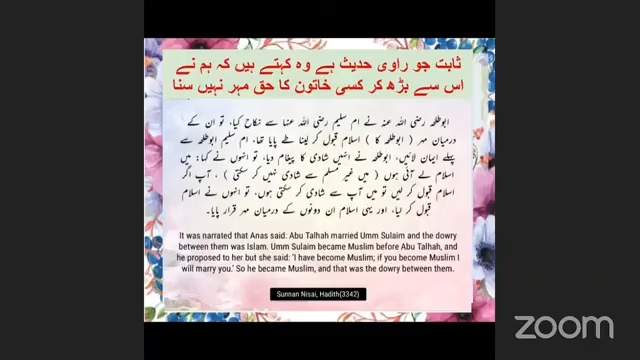 ثابت جو راوی حدیث ہے وہ کہتے ہیں کہ ہم نے
اس سے بڑھ کر کسی خاتون کا حق مہر نہیں سنا
ابوطلحہ رضی اللہ عنہ نے ام سلیم رضی اللہ عنہا سے نکاح کیا، تو ان کے
درمیان مہر ( ابوطلحہ کا ) اسلام قبول کر لینا طے پایا تھا، ام سلیم ابوطلحہ سے
پہلے ایمان لائیں، ابوطلحہ نے انہیں شادی کا پیغام دیا، تو انہوں نے کہا: میں
اسلام لے آئی ہوں ( میں غیر مسلم سے شادی نہیں کر سکتی ) ، آپ اگر
اسلام قبول کر لیں تو میں آپ سے شادی کر سکتی ہوں، تو انہوں نے اسلام
قبول کر لیا، اور یہی اسلام ان دونوں کے درمیان مہر قرار پایا۔
It was narrated that Anas said: Abu Talhah married Umm Sulaim and the dowry
between them was Islam. Umm Sulaim became Muslim before Abu Talhah, and
he proposed to her but she said: 'I have become Muslim; if you become Muslim I
will marry you.' So he became Muslim, and that was the dowry between them.
Sunnan Nisai, Hadith(3342)
zoom